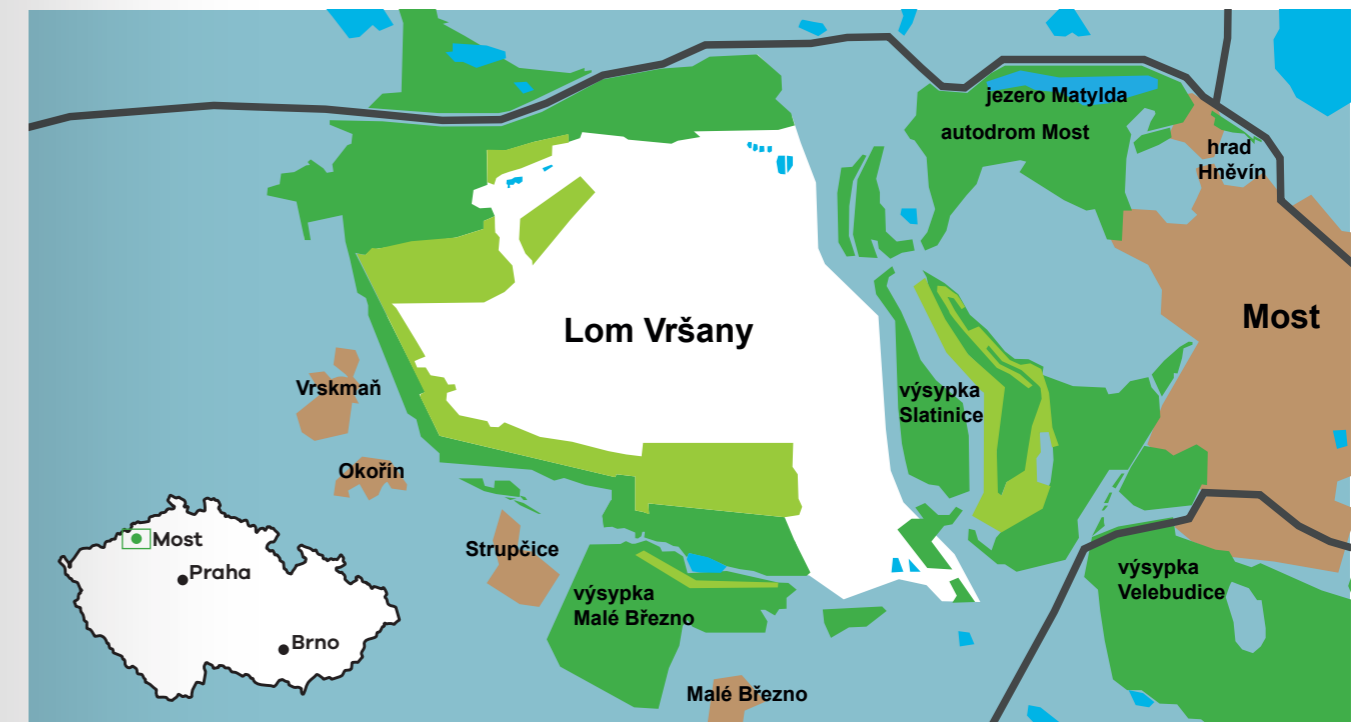 jezero Matylda
autodrom Most
hrad
Hněvín
Lom Vršany
Most
Vrskmaň
výsypka
Slatinice
Okořín
Strupčice
výsypka
Malé Březno
výsypka
Velebudice
Malé Březno
Most
Praha
Brno